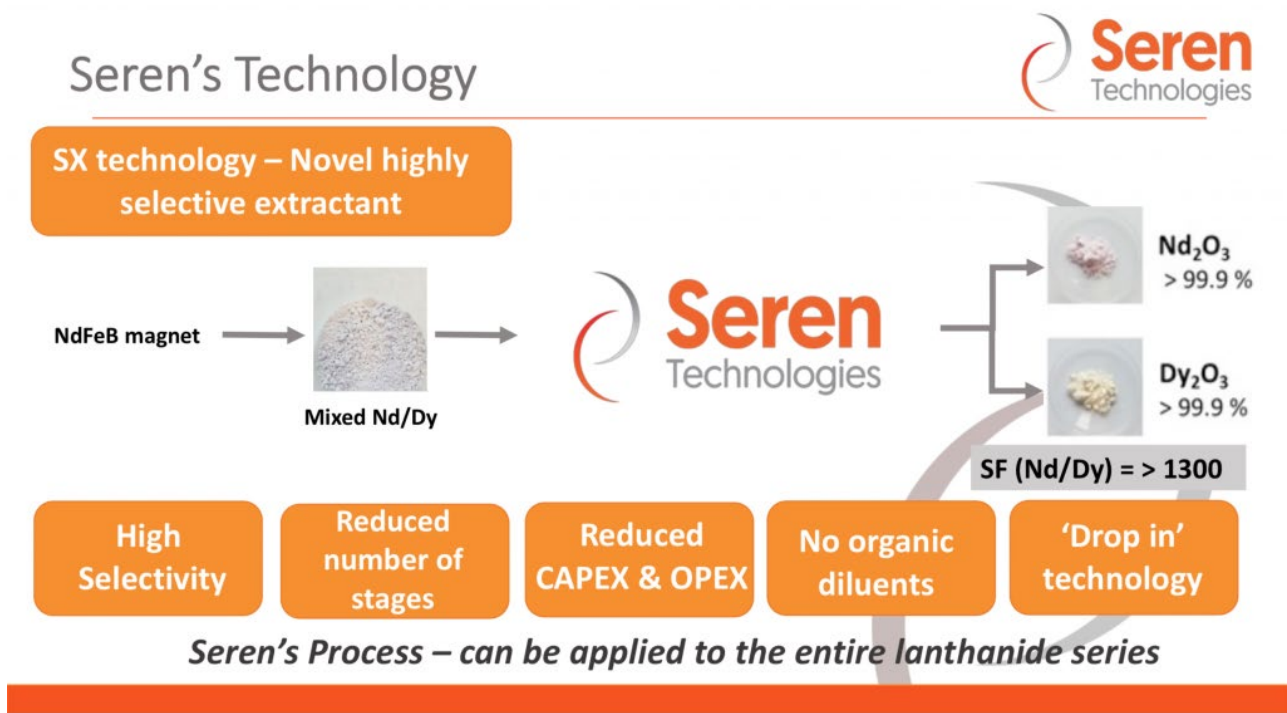 Seren's Technology
Seren
Technologies
SX technology – Novel highly
selective extractant
NdFeB magnet
Mixed Nd/Dy
Seren
Technologies
Nd₂O₃
> 99.9 %
Dy₂O₃
> 99.9 %
SF (Nd/Dy) = > 1300
High
Selectivity
Reduced
number of
stages
Reduced
CAPEX & OPEX
No organic
diluents
'Drop in'
technology
Seren's Process – can be applied to the entire lanthanide series